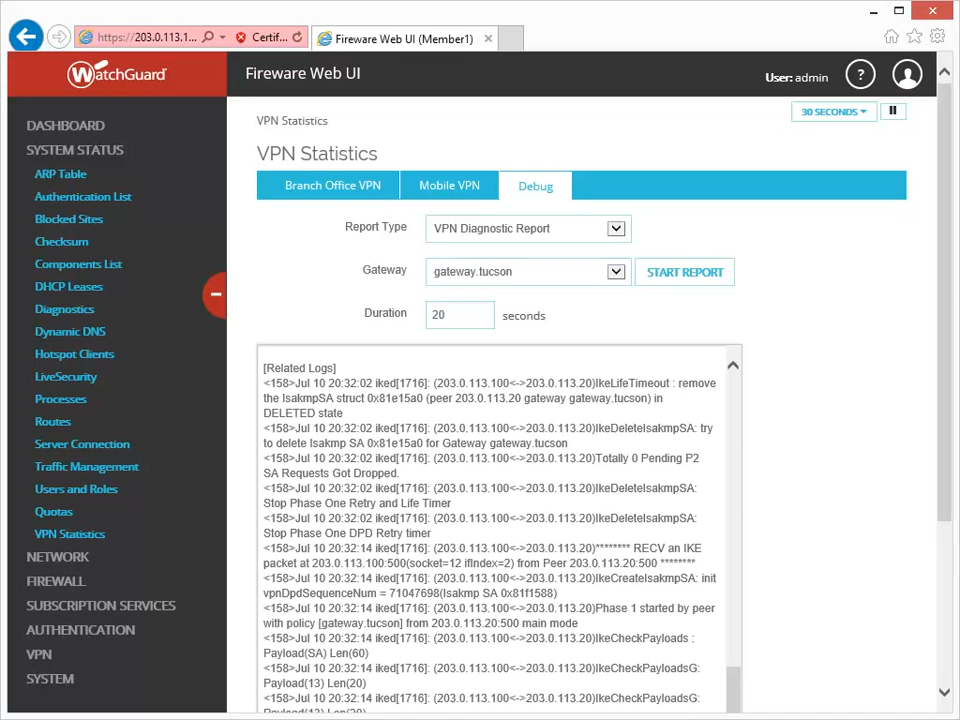 https://203.0.113.1...
Certif...
Fireware Web UI (Member1)
WatchGuard
Fireware Web UI
User: admin
?
DASHBOARD
SYSTEM STATUS
ARP Table
Authentication List
Blocked Sites
Checksum
Components List
DHCP Leases
Diagnostics
Dynamic DNS
Hotspot Clients
LiveSecurity
Processes
Routes
Server Connection
Traffic Management
Users and Roles
Quotas
VPN Statistics
NETWORK
FIREWALL
SUBSCRIPTION SERVICES
AUTHENTICATION
VPN
SYSTEM
VPN Statistics
30 SECONDS
VPN Statistics
Branch Office VPN
Mobile VPN
Debug
Report Type
VPN Diagnostic Report
Gateway
gateway.tucson
START REPORT
Duration
20
seconds
[Related Logs]
<158>Jul 10 20:32:02 iked[1716]: (203.0.113.100<->203.0.113.20)IkeLifeTimeout : remove
the IsakmpSA struct 0x81e15a0 (peer 203.0.113.20 gateway gateway.tucson) in
DELETED state
<158>Jul 10 20:32:02 iked[1716]: (203.0.113.100<->203.0.113.20)IkeDeleteIsakmpSA: try
to delete Isakmp SA 0x81e15a0 for Gateway gateway.tucson
<158>Jul 10 20:32:02 iked[1716]: (203.0.113.100<->203.0.113.20)Totally 0 Pending P2
SA Requests Got Dropped.
<158>Jul 10 20:32:02 iked[1716]: (203.0.113.100<->203.0.113.20)IkeDeleteIsakmpSA:
Stop Phase One Retry and Life Timer
<158>Jul 10 20:32:02 iked[1716]: (203.0.113.100<->203.0.113.20)IkeDeleteIsakmpSA:
Stop Phase One DPD Retry timer
<158>Jul 10 20:32:14 iked[1716]: (203.0.113.100<->203.0.113.20)******** RECV an IKE
packet at 203.0.113.100:500(socket=12 ifIndex=2) from Peer 203.0.113.20:500 ********
<158>Jul 10 20:32:14 iked[1716]: (203.0.113.100<->203.0.113.20)IkeCreateIsakmpSA: init
vpnDpdSequenceNum = 71047698(Isakmp SA 0x81f1588)
<158>Jul 10 20:32:14 iked[1716]: (203.0.113.100<->203.0.113.20)Phase 1 started by peer
with policy [gateway.tucson] from 203.0.113.20:500 main mode
<158>Jul 10 20:32:14 iked[1716]: (203.0.113.100<->203.0.113.20)IkeCheckPayloads :
Payload(SA) Len(60)
<158>Jul 10 20:32:14 iked[1716]: (203.0.113.100<->203.0.113.20)IkeCheckPayloadsG:
Payload(13) Len(20)
<158>Jul 10 20:32:14 iked[1716]: (203.0.113.100<->203.0.113.20)IkeCheckPayloadsG:
Payload(13) Len(20)